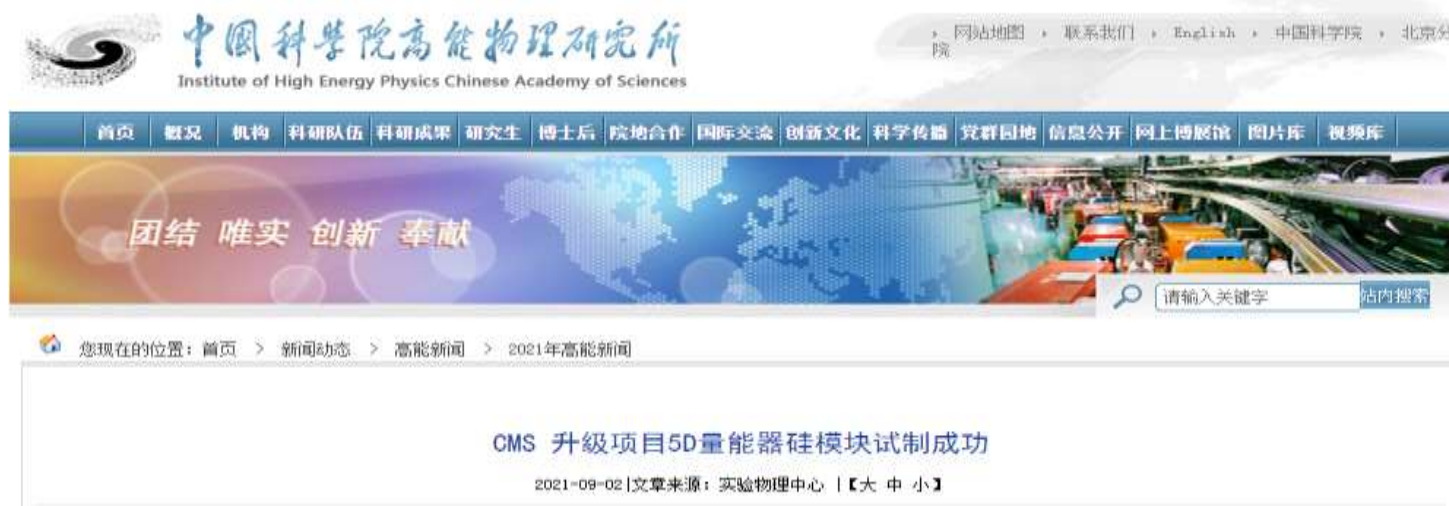 中国科学院高能物理研究所
Institute of High Energy Physics Chinese Academy of Sciences
网站地图 联系我们 English 中国科学院 北京分
院
首页 概况 机构 科研队伍 科研成果 研究生 博士后 院地合作 国际交流 创新文化 科学传播 党群园地 信息公开 网上博展馆 图片库 视频库
团结 唯实 创新 奉献
请输入关键字 站内搜索
您现在的位置：首页 > 新闻动态 > 高能新闻 > 2021年高能新闻
CMS 升级项目5D量能器硅模块试制成功
2021-09-02|文章来源：实验物理中心 |【大 中 小】